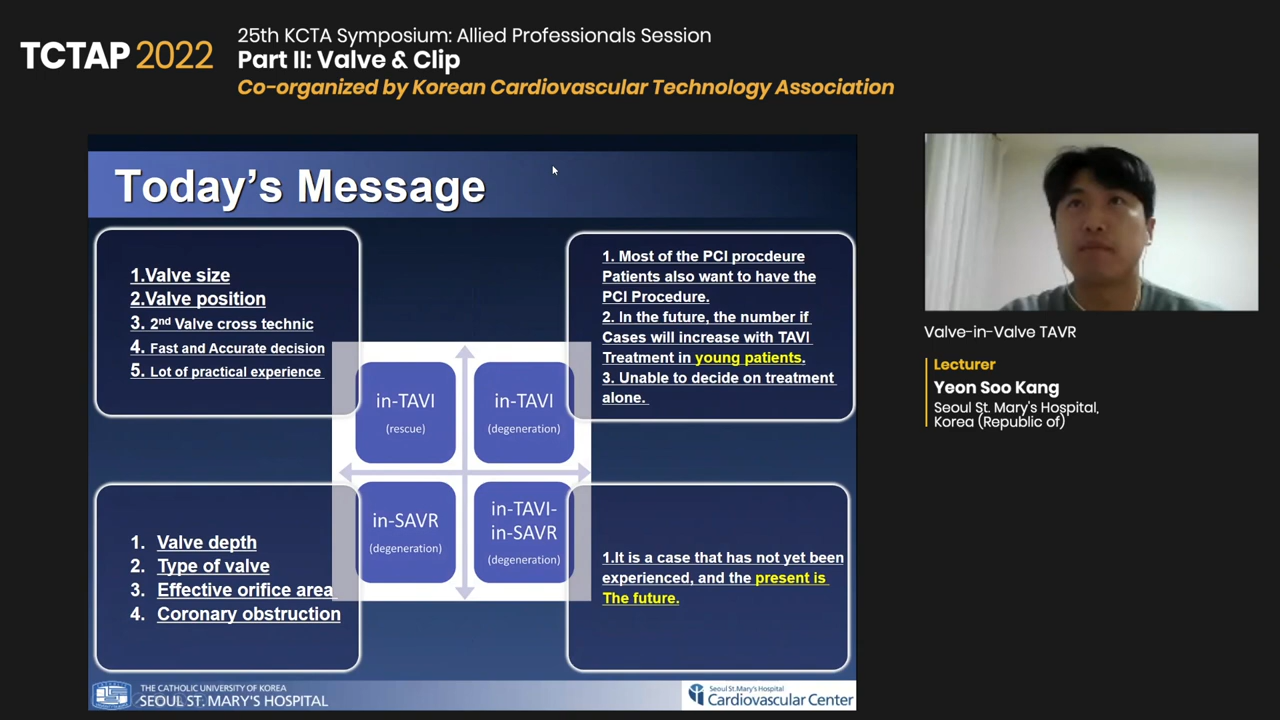 TCTAP 2022
25th KCTA Symposium: Allied Professionals Session
Part II: Valve & Clip
Co-organized by Korean Cardiovascular Technology Association
Today's Message
1.Valve size
2.Valve position
3. 2nd Valve cross technic
4. Fast and Accurate decision
5. Lot of practical experience
1. Most of the PCI procdeure
Patients also want to have the
PCI Procedure.
2. In the future, the number if
Cases will increase with TAVI
Treatment in young patients.
3. Unable to decide on treatment
alone.
in-TAVI
(rescue)
in-TAVI
(degeneration)
in-SAVR
(degeneration)
in-TAVI-
in-SAVR
(degeneration)
1. Valve depth
2. Type of valve
3. Effective orifice area
4. Coronary obstruction
1.It is a case that has not yet been
experienced, and the present is
The future.
THE CATHOLIC UNIVERSITY OF KOREA
SEOUL ST. MARY'S HOSPITAL
Seoul St.Mary's Hospital
Cardiovascular Center
Valve-in-Valve TAVR
Lecturer
Yeon Soo Kang
Seoul St. Mary's Hospital,
Korea (Republic of)